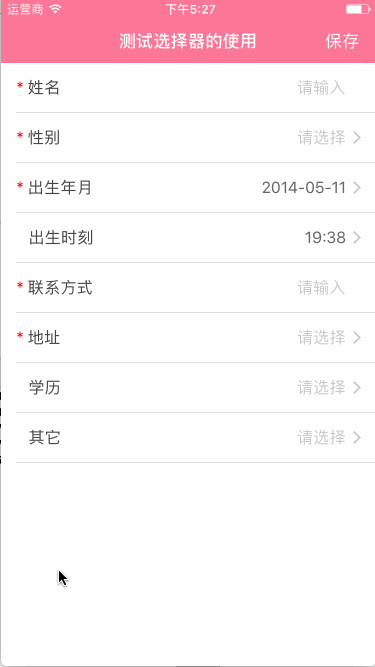 运营商 下午5:27
测试选择器的使用 保存
* 姓名 请输入
* 性别 请选择
* 出生年月 2014-05-11
出生时刻 19:38
* 联系方式 请输入
* 地址 请选择
学历 请选择
其它 请选择